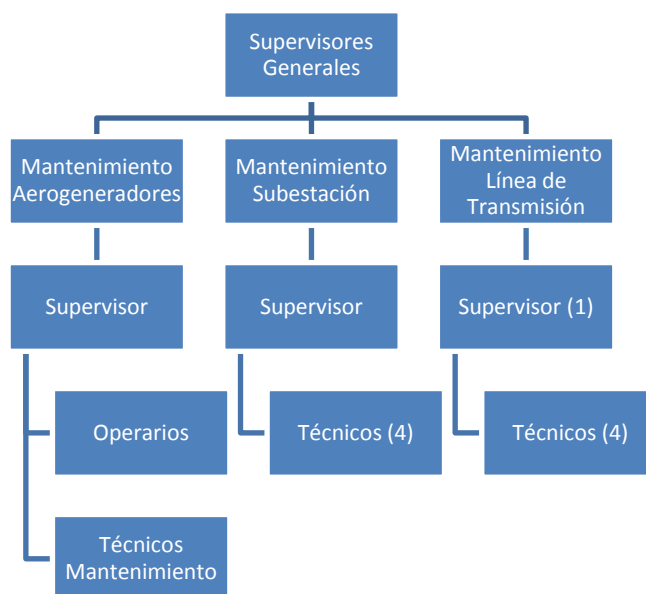 Supervisores
Generales
Mantenimiento
Aerogeneradores
Mantenimiento
Subestación
Mantenimiento
Línea de
Transmisión
Supervisor
Supervisor
Supervisor (1)
Operarios
Técnicos (4)
Técnicos (4)
Técnicos
Mantenimiento